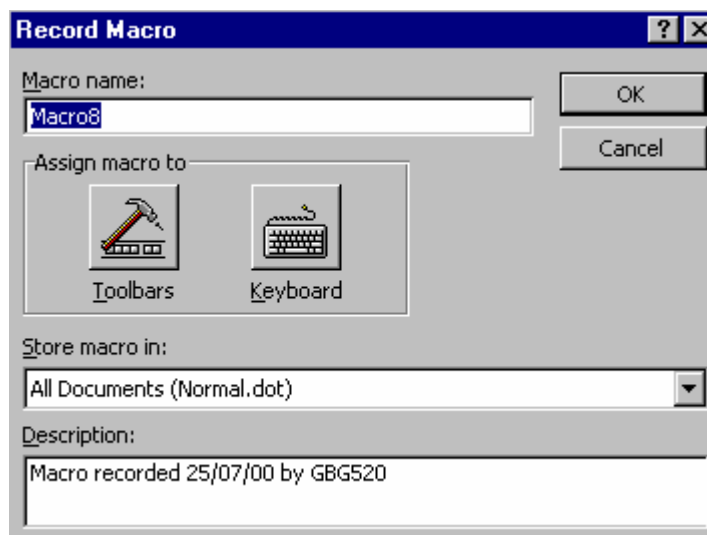 Record Macro
Macro name:
OK
Macro8
Cancel
Assign macro to
Toolbars Keyboard
Store macro in:
All Documents (Normal.dot)
Description:
Macro recorded 25/07/00 by GBG520